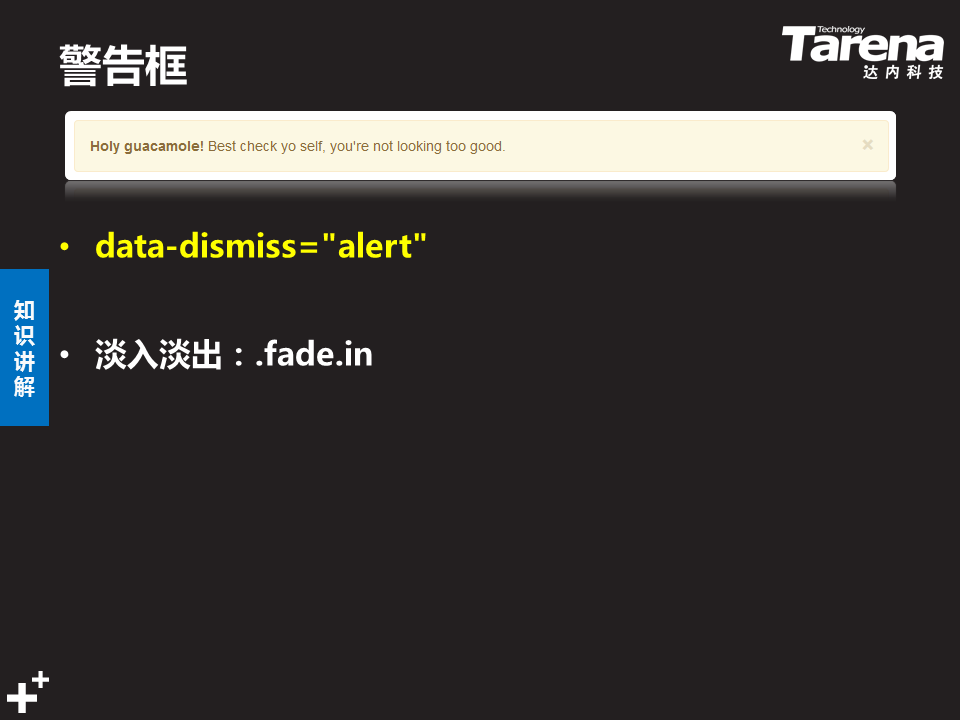 警告框
Technology
Tarena
达内科技
Holy guacamole! Best check yo self, you're not looking too good. ×
• data-dismiss="alert"
知识讲解
• 淡入淡出：.fade.in